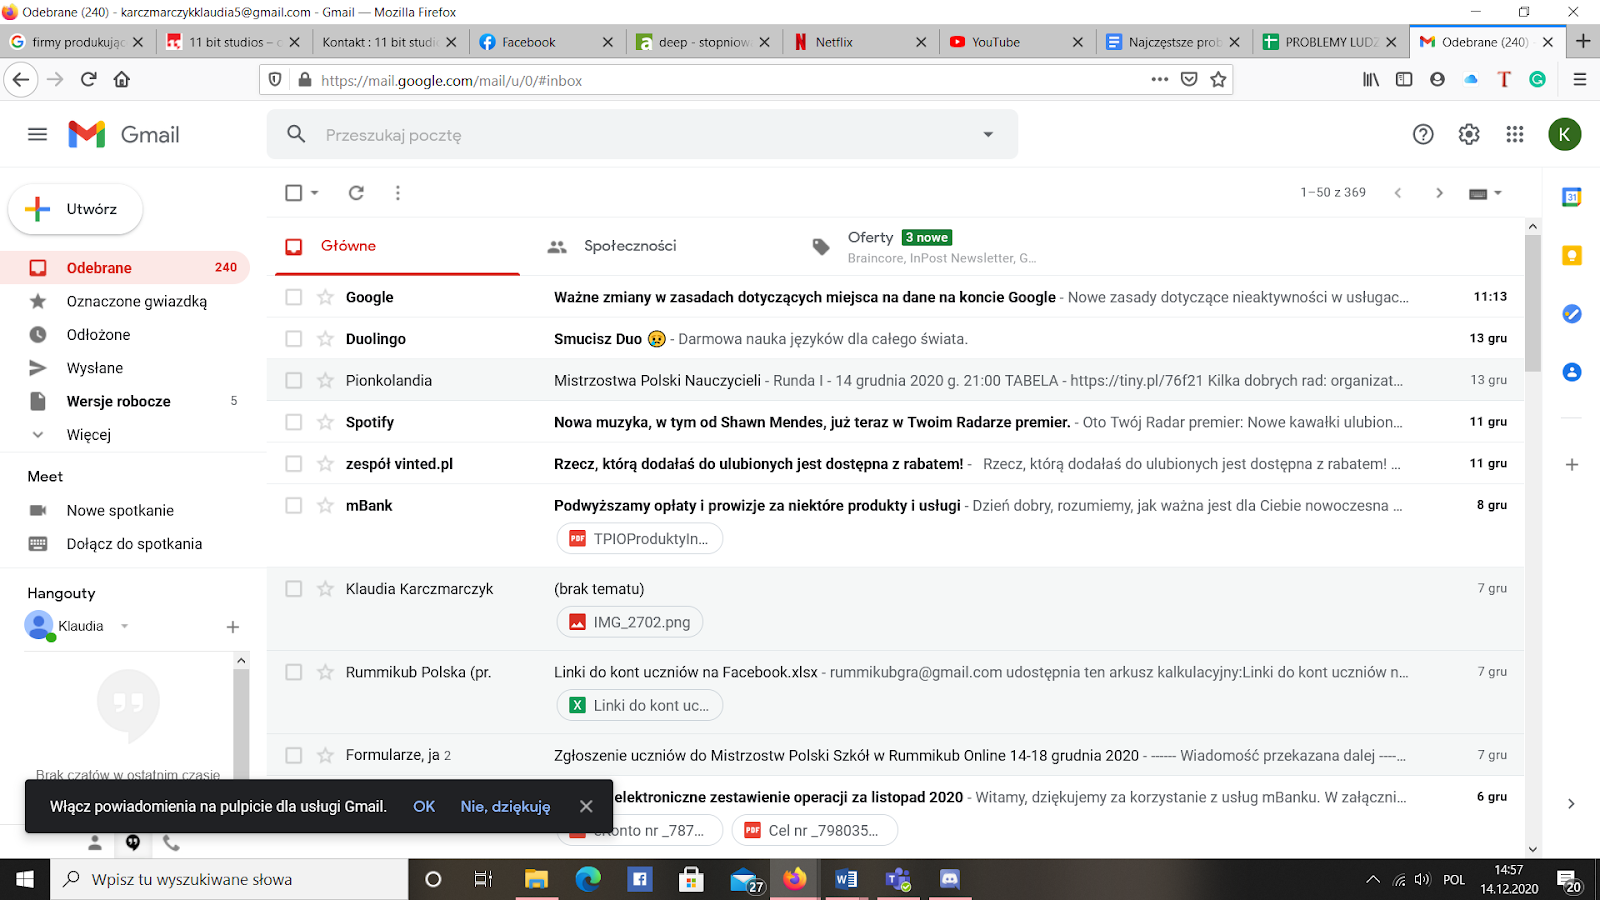 Odebrane (240) - karczmarczykklaudia5@gmail.com - Gmail — Mozilla Firefox
firmy produkując
11 bit studios – c
Kontakt : 11 bit studi
Facebook
deep - stopniow
Netflix
YouTube
Najczęstsze prob
PROBLEMY LUDZ
Odebrane (240)
https://mail.google.com/mail/u/0/#inbox
Gmail
Przeszukaj pocztę
Utwórz
1–50 z 369
Główne
Społeczności
Oferty 3 nowe
Braincore, InPost Newsletter, G…
Odebrane 240
Oznaczone gwiazdką
Odłożone
Wysłane
Wersje robocze 5
Więcej
Meet
Nowe spotkanie
Dołącz do spotkania
Hangouty
Klaudia
Brak czatów w ostatnim czasie
Google Ważne zmiany w zasadach dotyczących miejsca na dane na koncie Google - Nowe zasady dotyczące nieaktywności w usługac… 11:13
Duolingo Smucisz Duo 😢 - Darmowa nauka języków dla całego świata. 13 gru
Pionkolandia Mistrzostwa Polski Nauczycieli - Runda I - 14 grudnia 2020 g. 21:00 TABELA - https://tiny.pl/76f21 Kilka dobrych rad: organizat… 13 gru
Spotify Nowa muzyka, w tym od Shawn Mendes, już teraz w Twoim Radarze premier. - Oto Twój Radar premier: Nowe kawałki ulubion… 11 gru
zespół vinted.pl Rzecz, którą dodałaś do ulubionych jest dostępna z rabatem! - Rzecz, którą dodałaś do ulubionych jest dostępna z rabatem! … 11 gru
mBank Podwyższamy opłaty i prowizje za niektóre produkty i usługi - Dzień dobry, rozumiemy, jak ważna jest dla Ciebie nowoczesna … 8 gru
PDF TPIOProduktyIn…
Klaudia Karczmarczyk (brak tematu) 7 gru
IMG_2702.png
Rummikub Polska (pr. Linki do kont uczniów na Facebook.xlsx - rummikubgra@gmail.com udostępnia ten arkusz kalkulacyjny:Linki do kont uczniów n… 7 gru
Linki do kont uc…
Formularze, ja 2 Zgłoszenie uczniów do Mistrzostw Polski Szkół w Rummikub Online 14-18 grudnia 2020 - ------ Wiadomość przekazana dalej ----… 7 gru
elektroniczne zestawienie operacji za listopad 2020 - Witamy, dziękujemy za korzystanie z usług mBanku. W załączni… 6 gru
onto nr _787…
PDF Cel nr _798035…
Włącz powiadomienia na pulpicie dla usługi Gmail. OK Nie, dziękuję
Wpisz tu wyszukiwane słowa
27
POL
14:57
14.12.2020
20
K
31